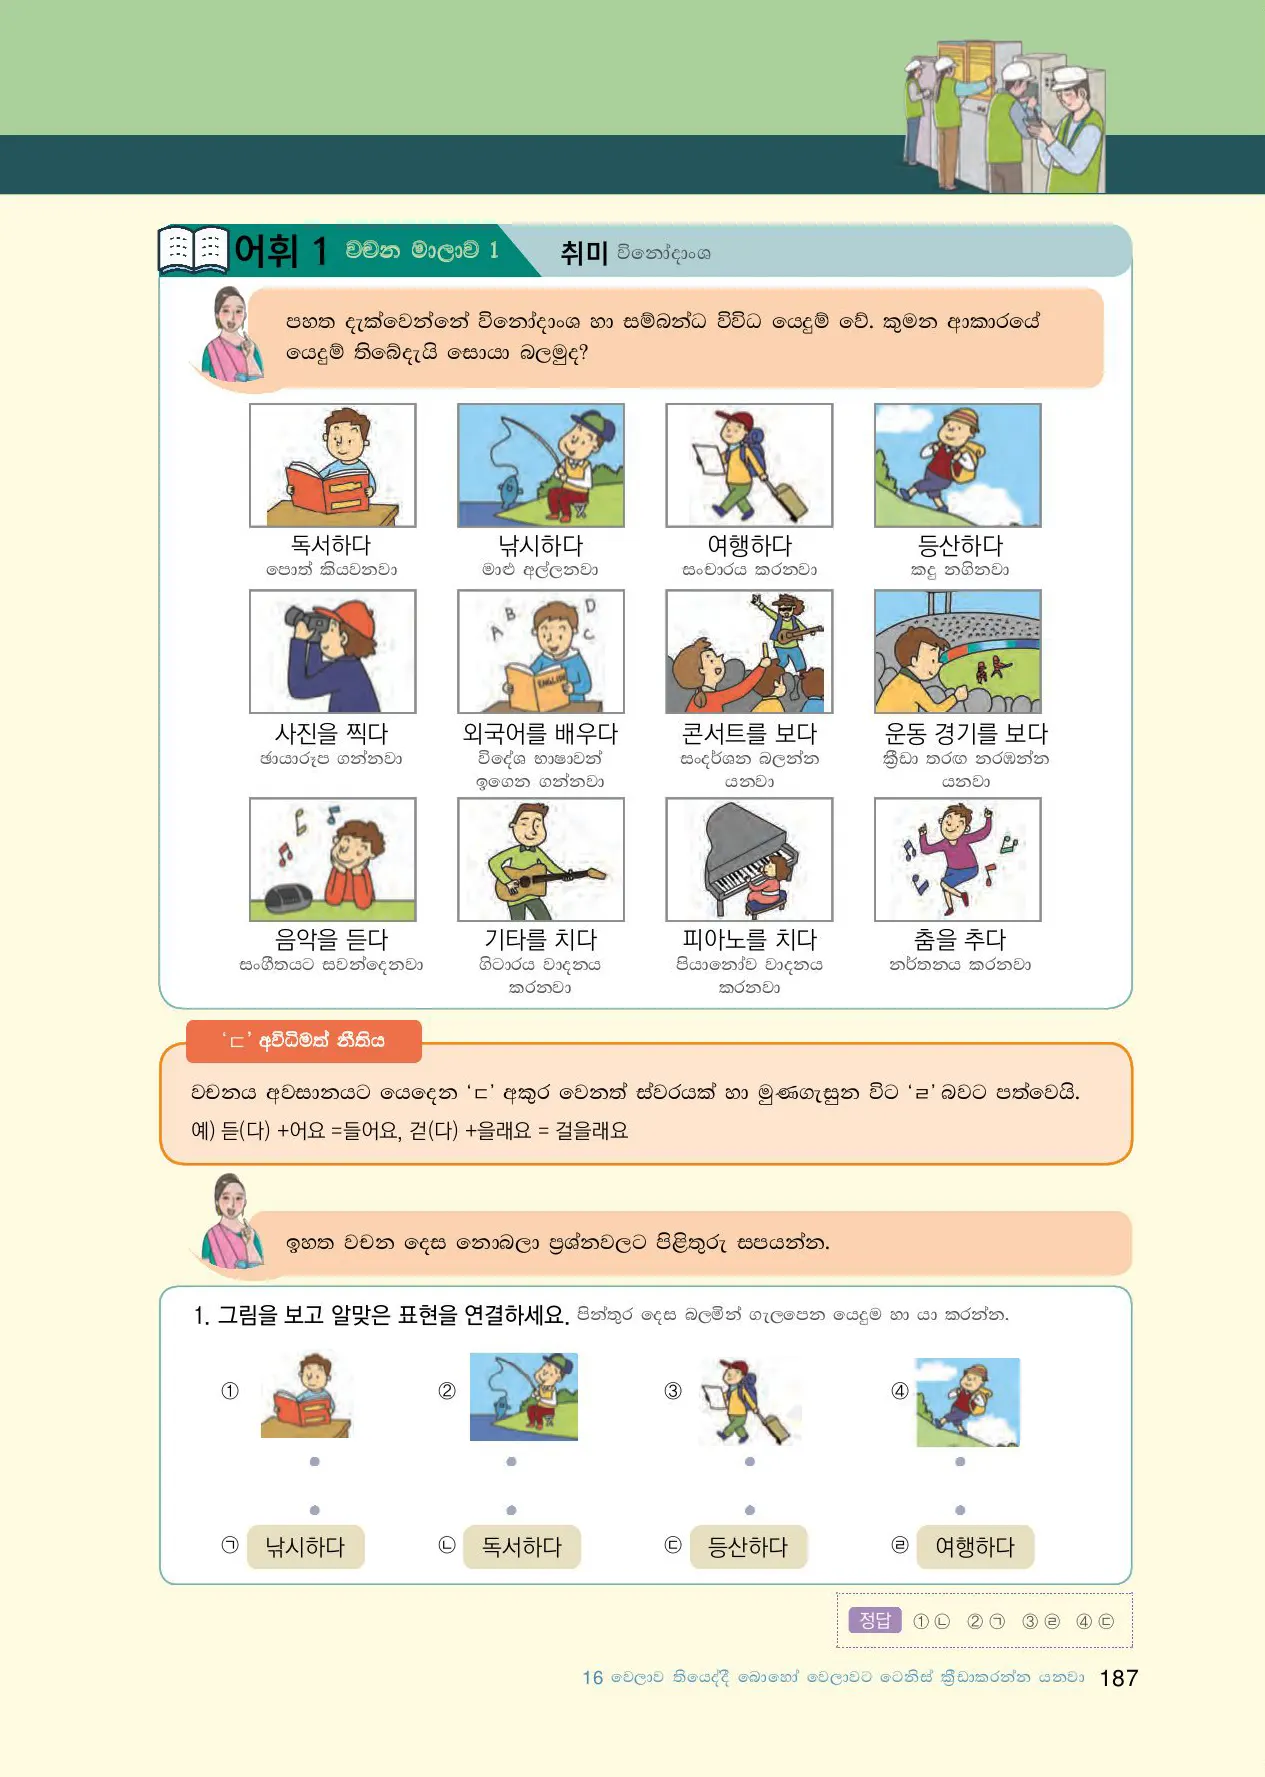 어휘 1 වචන මාලාව 1 취미 විනෝදාංශ
පහත දැක්වෙන්නේ විනෝදාංශ හා සම්බන්ධ විවිධ යෙදුම් වේ. කුමන ආකාරයේ
යෙදුම් තිබේදැයි සොයා බලමුද?
독서하다 낚시하다 여행하다 등산하다
පොත් කියවනවා මාළු අල්ලනවා සංචාරය කරනවා කදු නගිනවා
A B C D
ENGLISH
사진을 찍다 외국어를 배우다 콘서트를 보다 운동 경기를 보다
ඡායාරූප ගන්නවා විදේශ භාෂාවන් සංදර්ශන බලන්න ක්‍රීඩා තරඟ නරඹන්න
ඉගෙන ගන්නවා යනවා යනවා
음악을 듣다 기타를 치다 피아노를 치다 춤을 추다
සංගීතයට සවන්දෙනවා ගිටාරය වාදනය පියානෝව වාදනය නර්තනය කරනවා
කරනවා කරනවා
‘ㄷ’ අවිධිමත් නීතිය
වචනය අවසානයට යෙදෙන ‘ㄷ’ අකුර වෙනත් ස්වරයක් හා මුණගැසුන විට ‘ㄹ’ බවට පත්වෙයි.
예) 듣(다) +어요 =들어요, 걷(다) +을래요 = 걸을래요
ඉහත වචන දෙස නොබලා ප්‍රශ්නවලට පිළිතුරු සපයන්න.
1. 그림을 보고 알맞은 표현을 연결하세요. පින්තුර දෙස බලමින් ගැලපෙන යෙදුම හා යා කරන්න.
① ② ③ ④
㉠ 낚시하다 ㉡ 독서하다 ㉢ 등산하다 ㉣ 여행하다
정답 ① ㉡ ② ㉠ ③ ㉣ ④ ㉢
16 වෙලාව තියෙද්දී බොහෝ වෙලාවට ටෙනිස් ක්‍රීඩාකරන්න යනවා 187